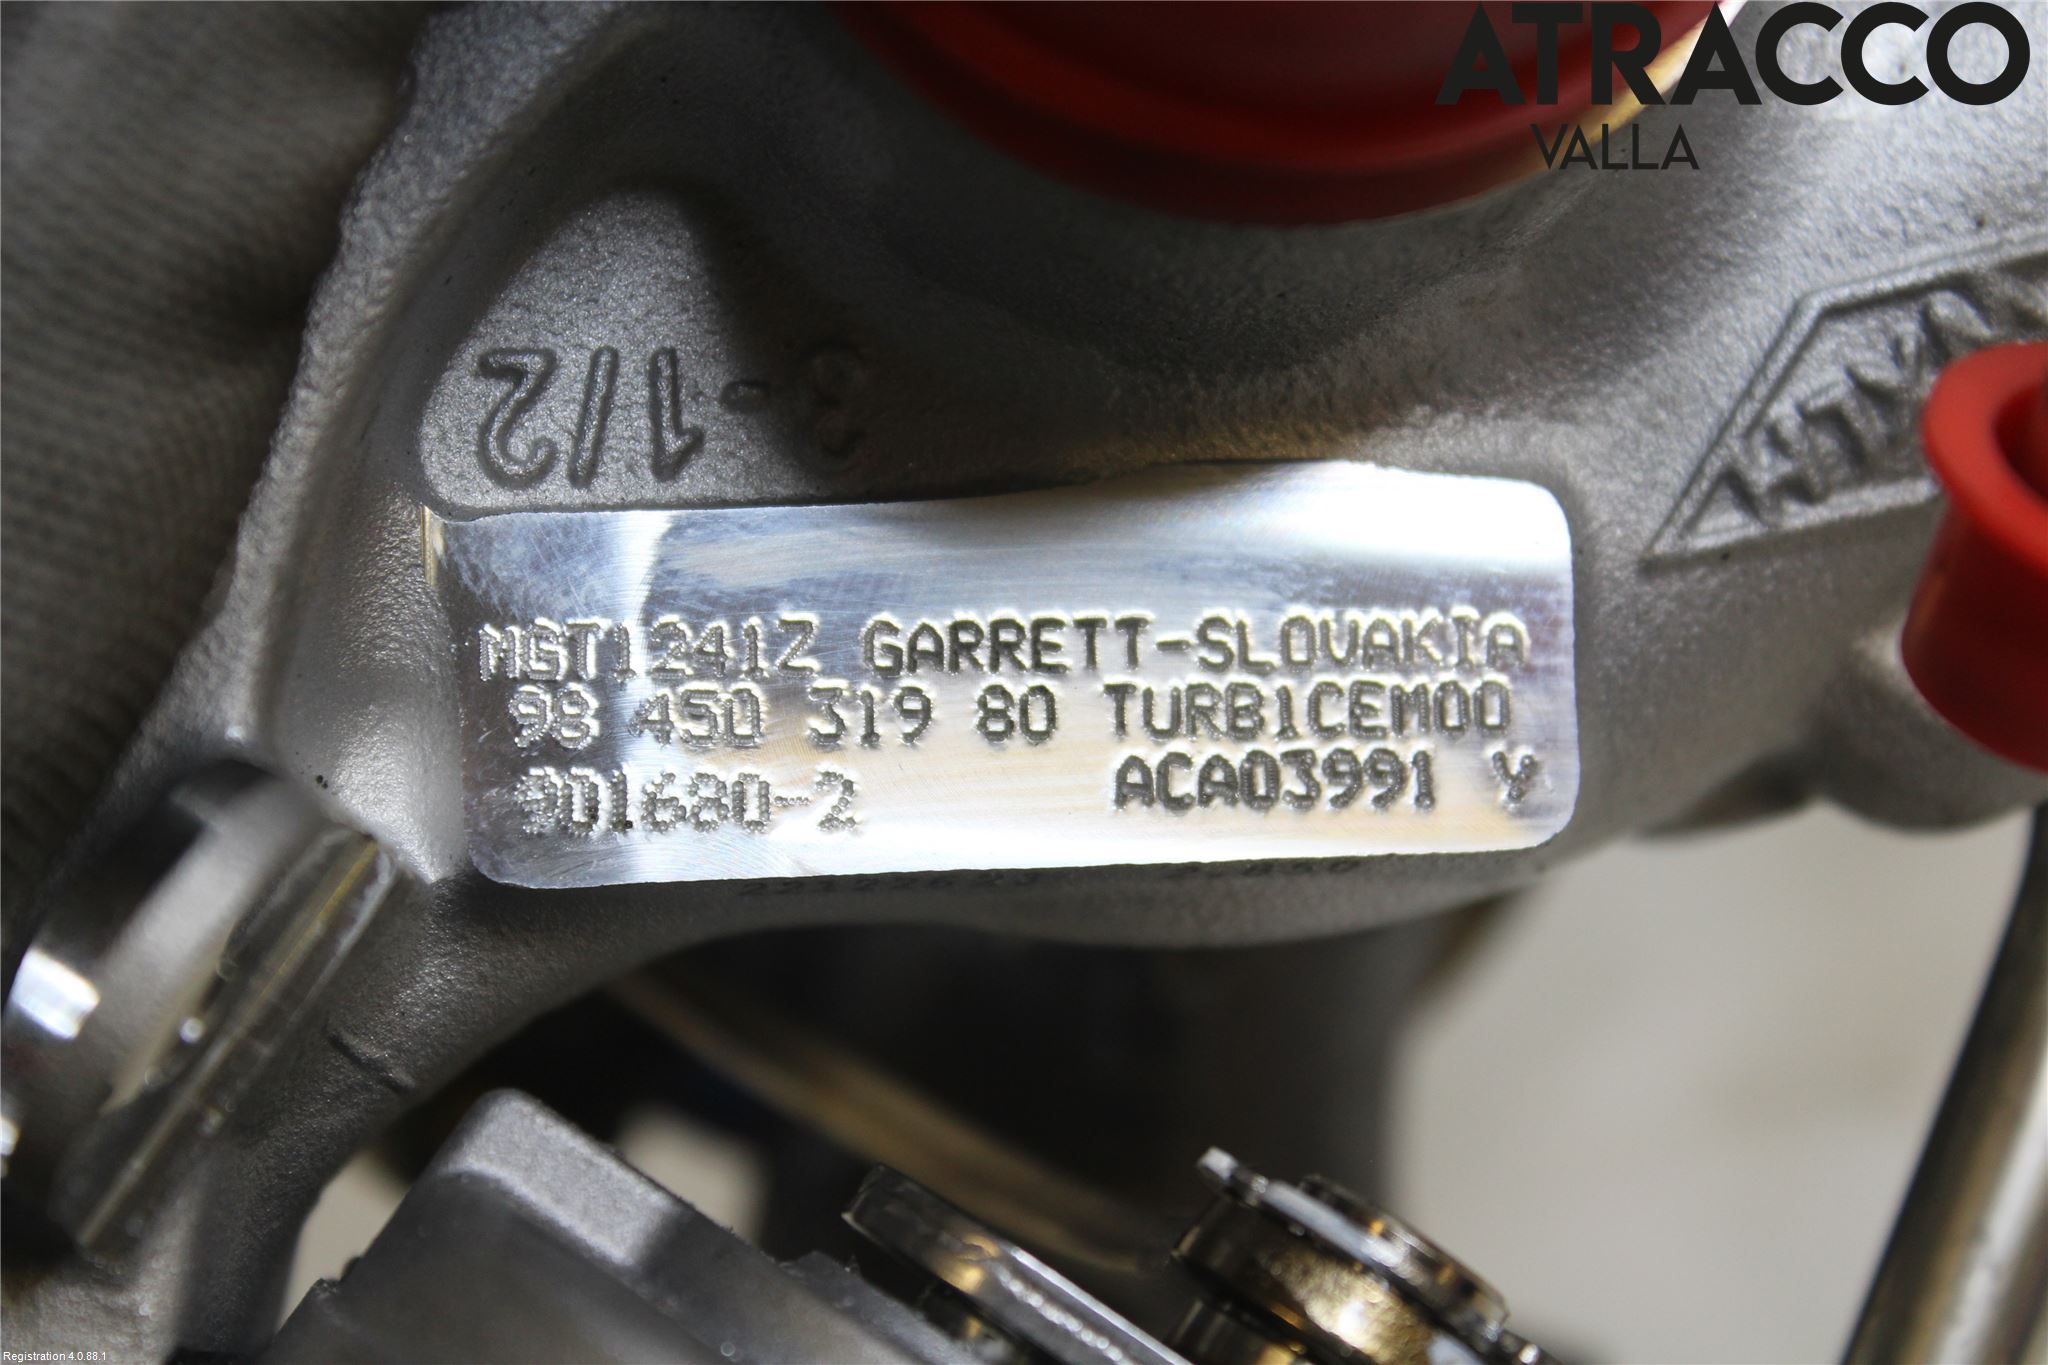 ATRACCO
VALLA
3-1/2
MGT1241Z GARRETT-SLOVAKIA
98 450 319 80 TURB1CEM00
901680-2 ACA03991 Y
Registration 4.0.88.1